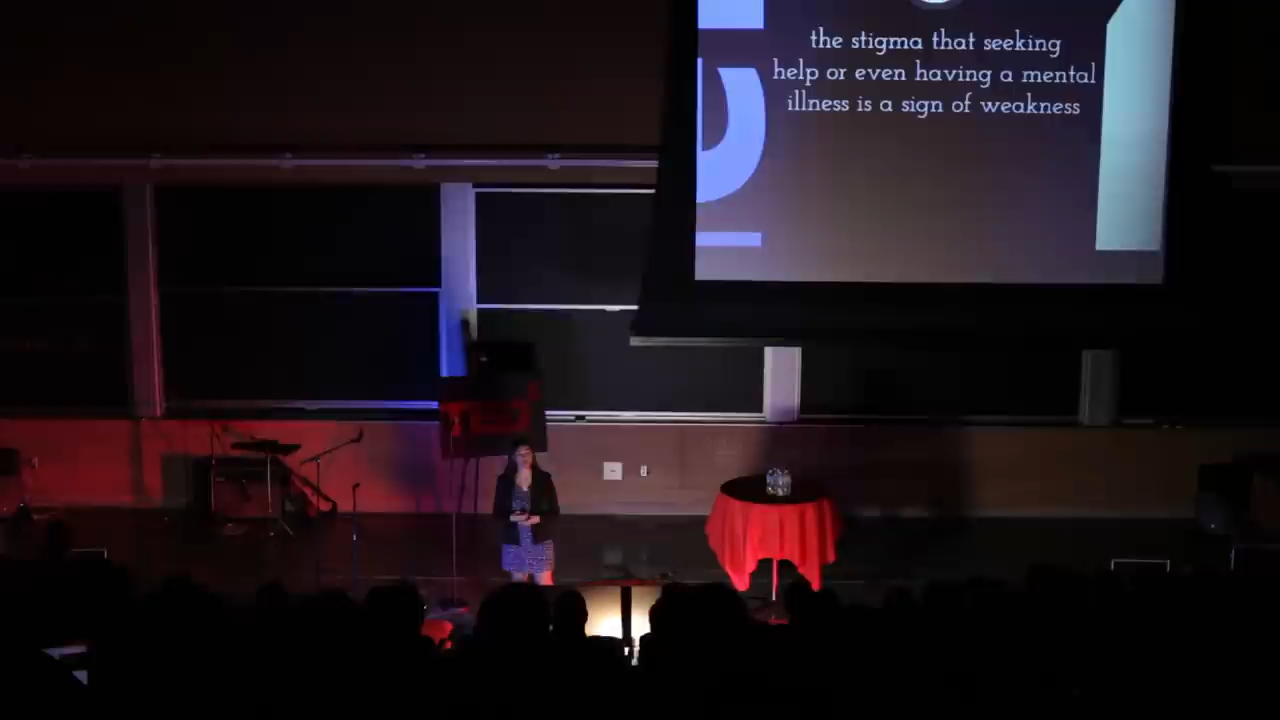 the stigma that seeking
help or even having a mental
illness is a sign of weakness